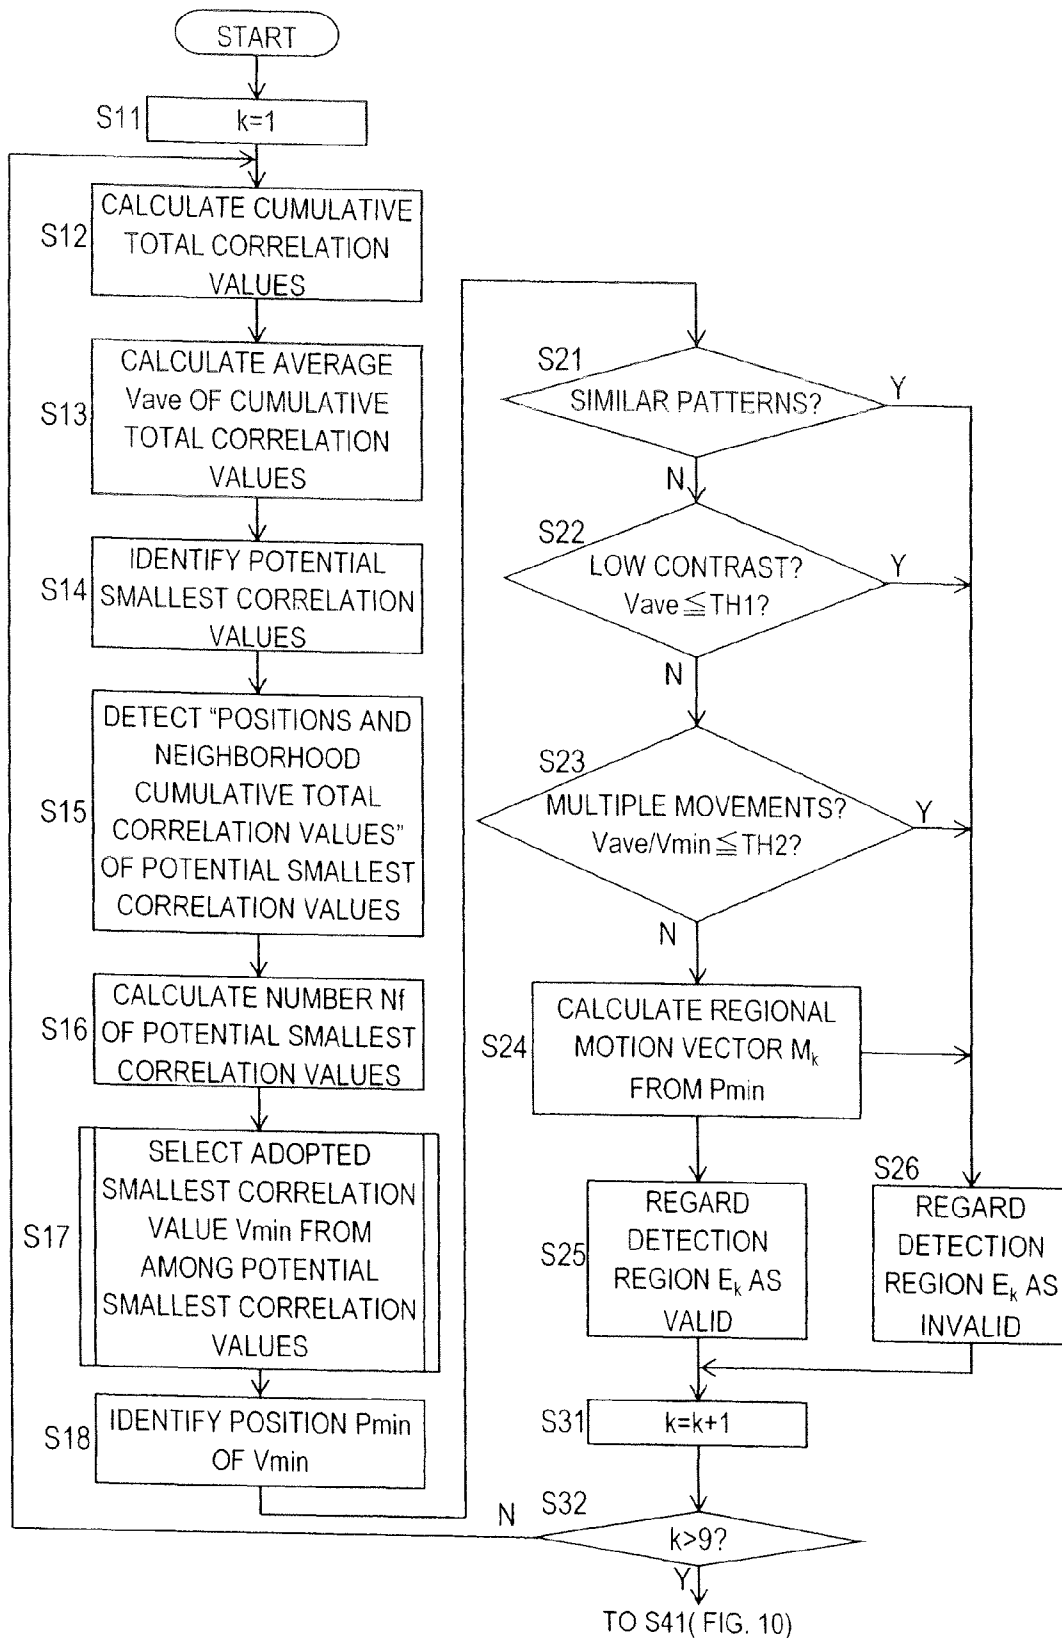 START
S11
k=1
S12
CALCULATE CUMULATIVE
TOTAL CORRELATION
VALUES
S13
CALCULATE AVERAGE
Vave OF CUMULATIVE
TOTAL CORRELATION
VALUES
S14
IDENTIFY POTENTIAL
SMALLEST CORRELATION
VALUES
S15
DETECT “POSITIONS AND
NEIGHBORHOOD
CUMULATIVE TOTAL
CORRELATION VALUES”
OF POTENTIAL SMALLEST
CORRELATION VALUES
S16
CALCULATE NUMBER Nf
OF POTENTIAL SMALLEST
CORRELATION VALUES
S17
SELECT ADOPTED
SMALLEST CORRELATION
VALUE Vmin FROM
AMONG POTENTIAL
SMALLEST CORRELATION
VALUES
S18
IDENTIFY POSITION Pmin
OF Vmin
S21
SIMILAR PATTERNS?
Y
N
S22
LOW CONTRAST?
Vave≦TH1?
Y
N
S23
MULTIPLE MOVEMENTS?
Vave/Vmin≦TH2?
Y
N
S24
CALCULATE REGIONAL
MOTION VECTOR Mk
FROM Pmin
S25
REGARD
DETECTION
REGION Ek AS
VALID
S26
REGARD
DETECTION
REGION Ek AS
INVALID
S31
k=k+1
S32
k>9?
N
Y
TO S41( FIG. 10)